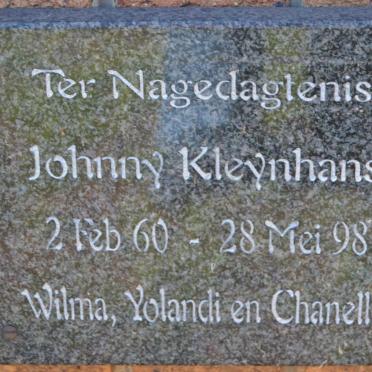 Ter Nagedagtenis
Johnny Kleynhans
2 Feb 60 - 28 Mei 98
Wilma, Yolandi en Chanell